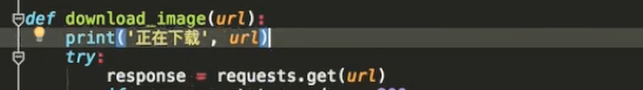 def download_image(url):
print('正在下载', url)
try:
response = requests.get(url)